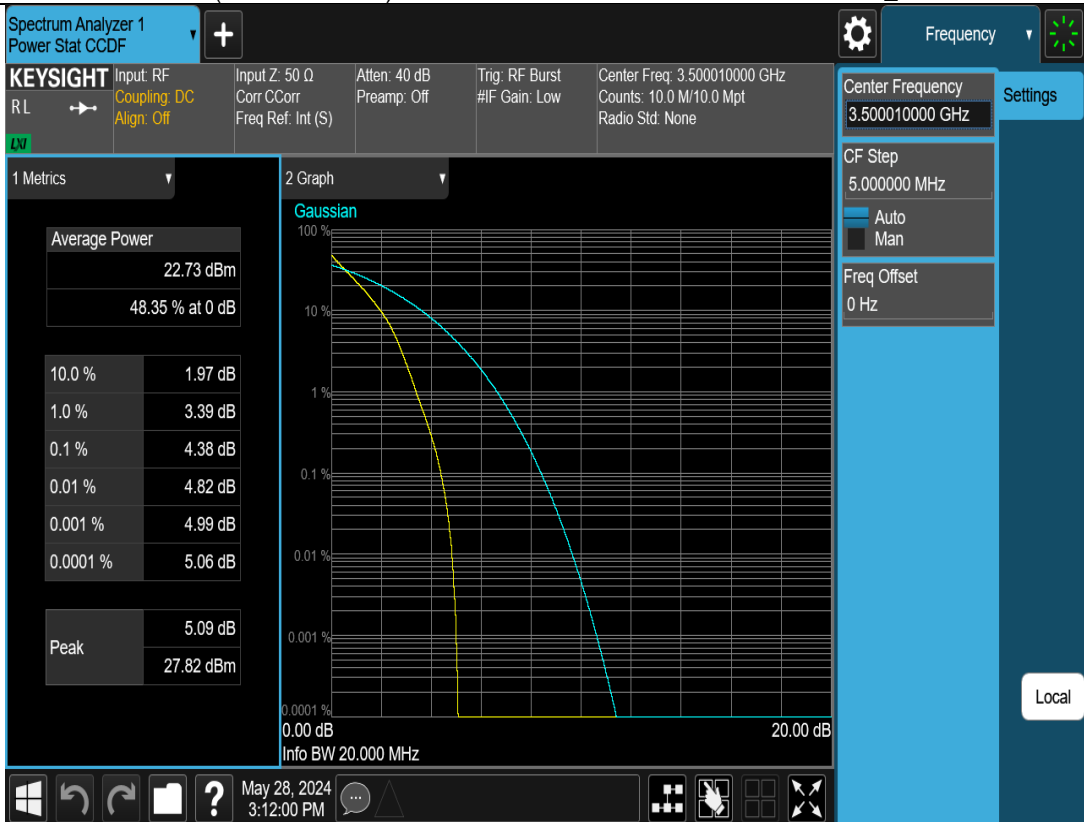 Spectrum Analyzer 1
Power Stat CCDF
▼
+
Frequency
▼
KEYSIGHT
R L
LXI
Input: RF
Coupling: DC
Align: Off
Input Z: 50 Ω
Corr CCorr
Freq Ref: Int (S)
Atten: 40 dB
Preamp: Off
Trig: RF Burst
#IF Gain: Low
Center Freq: 3.500010000 GHz
Counts: 10.0 M/10.0 Mpt
Radio Std: None
Center Frequency
3.500010000 GHz
Settings
CF Step
5.000000 MHz
Auto
Man
Freq Offset
0 Hz
1 Metrics ▼
Average Power
22.73 dBm
48.35 % at 0 dB
10.0 % 1.97 dB
1.0 % 3.39 dB
0.1 % 4.38 dB
0.01 % 4.82 dB
0.001 % 4.99 dB
0.0001 % 5.06 dB
Peak
5.09 dB
27.82 dBm
2 Graph ▼
Gaussian
100 %
10 %
1 %
0.1 %
0.01 %
0.001 %
0.0001 %
0.00 dB 20.00 dB
Info BW 20.000 MHz
Local
?
May 28, 2024
3:12:00 PM